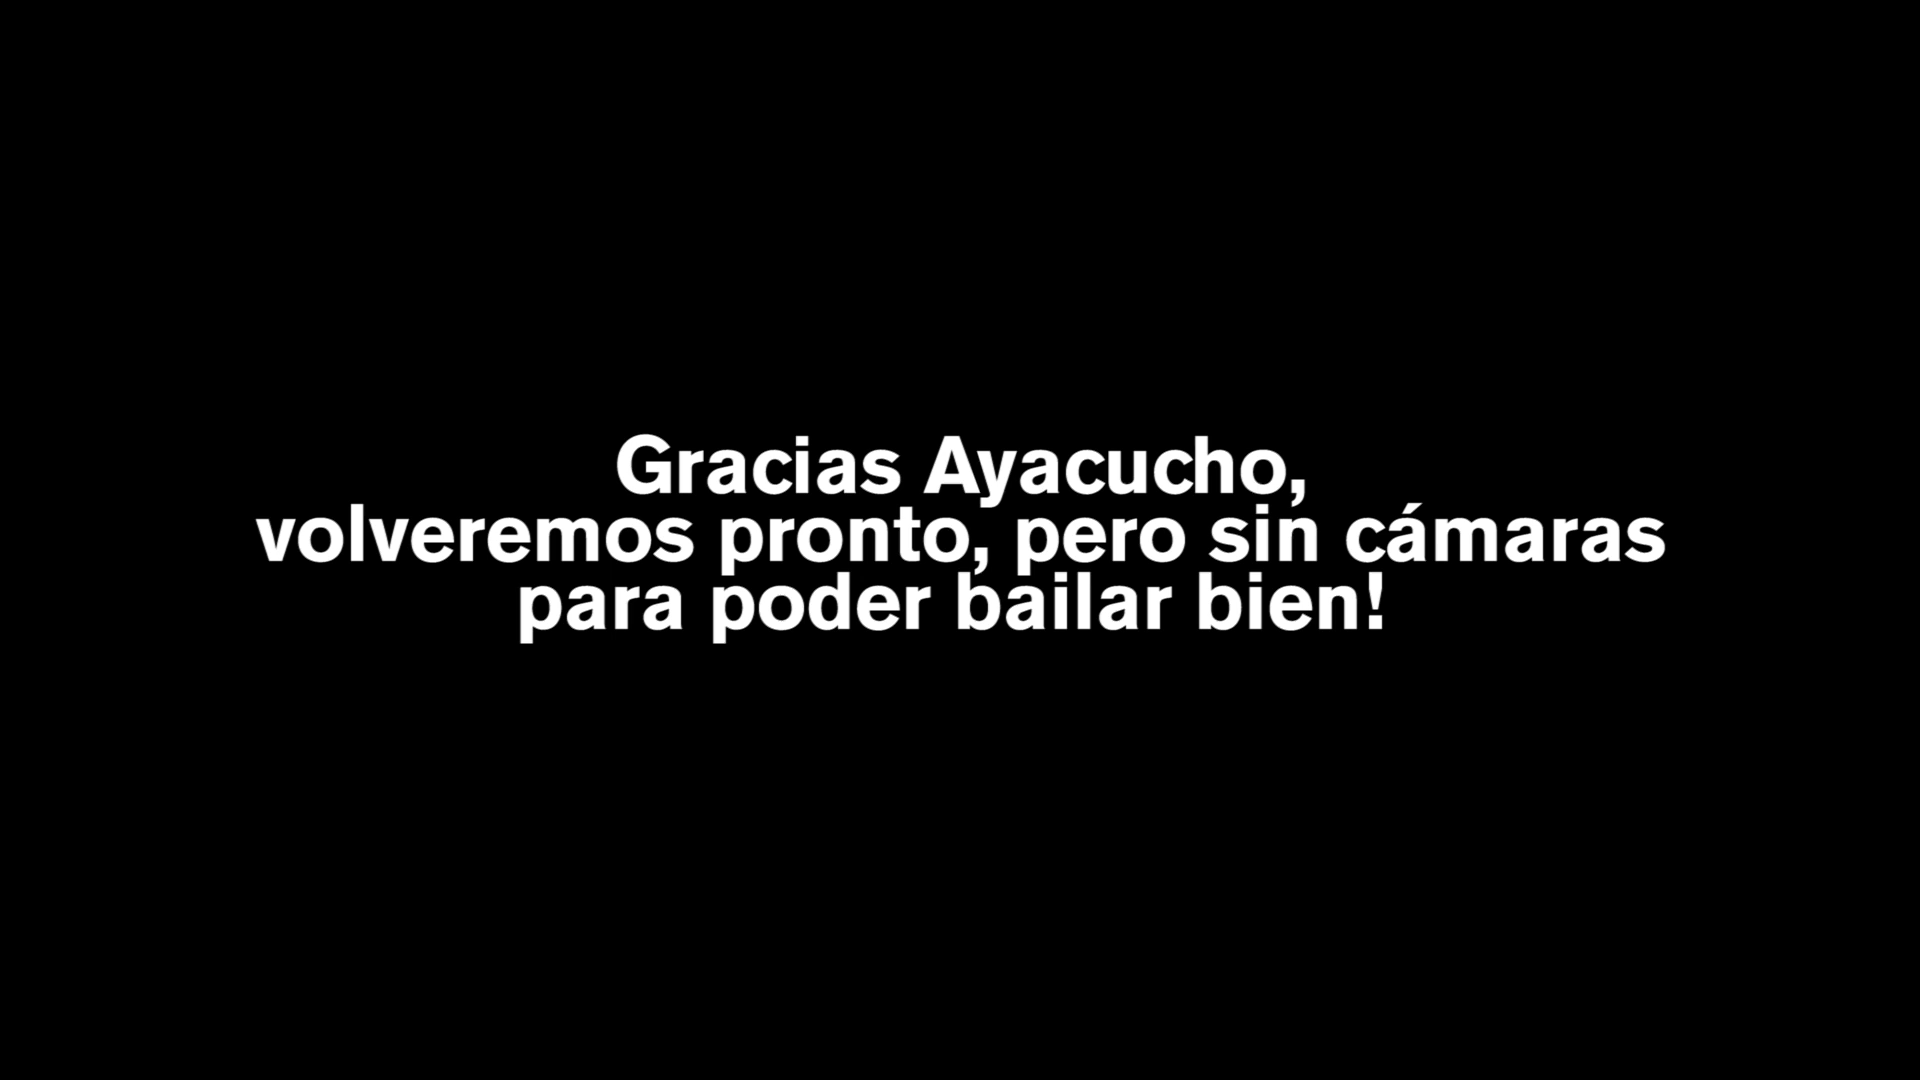 Gracias Ayacucho,
volveremos pronto, pero sin cámaras
para poder bailar bien!